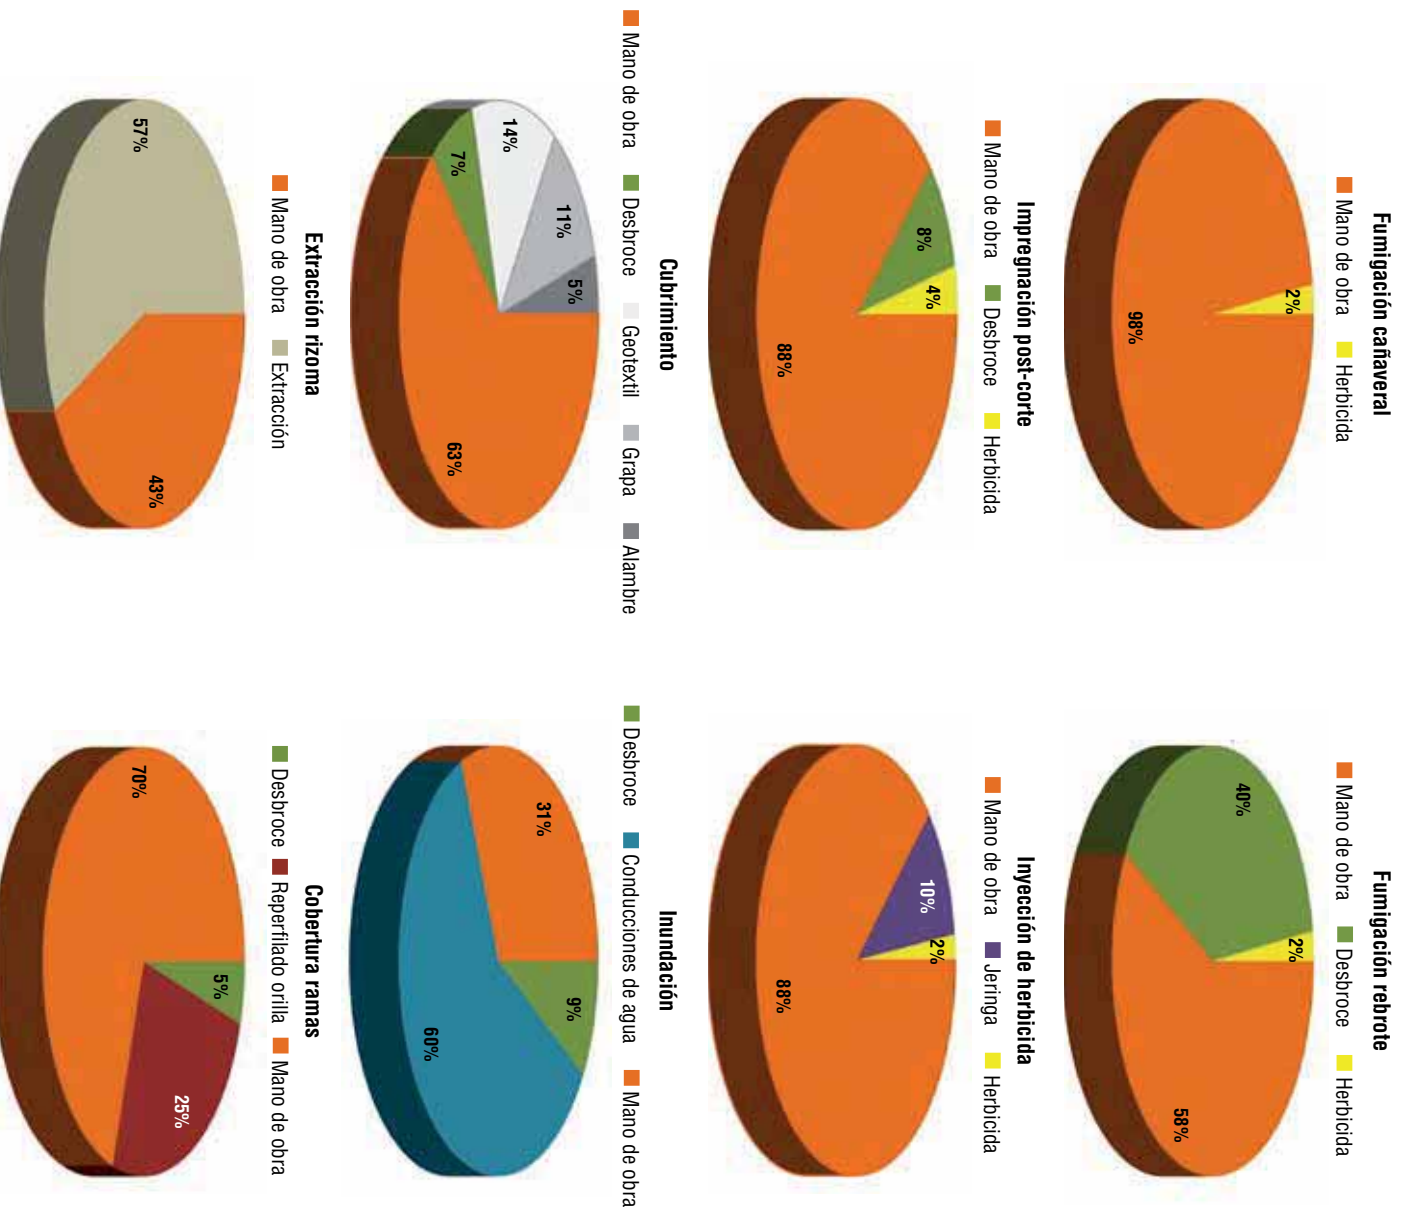 Fumigación cañaveral
Mano de obra Herbicida
2%
98%
Fumigación rebrote
Mano de obra Desbroce Herbicida
2%
40%
58%
Impregnación post-corte
Mano de obra Desbroce Herbicida
4%
8%
88%
Inyección de herbicida
Mano de obra Jeringa Herbicida
2%
10%
88%
Cubrimiento
Mano de obra Desbroce Geotextil Grapa Alambre
5%
11%
14%
7%
63%
Inundación
Desbroce Conducciones de agua Mano de obra
9%
31%
60%
Extracción rizoma
Mano de obra Extracción
57%
43%
Cobertura ramas
Desbroce Reperfilado orilla Mano de obra
5%
25%
70%